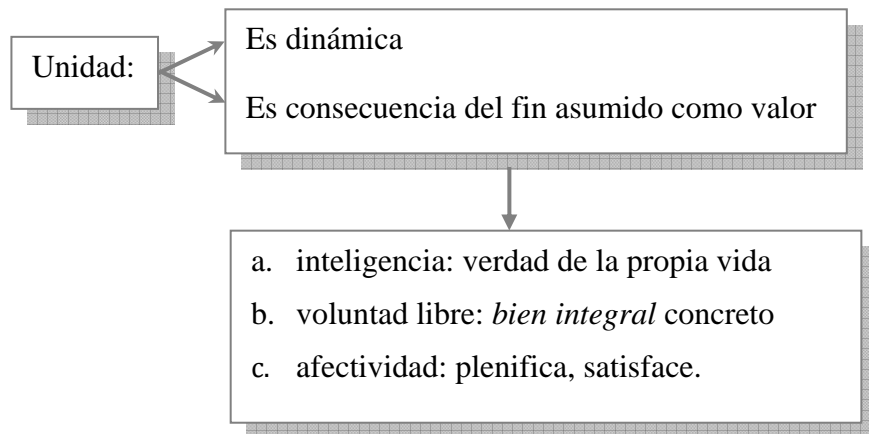 Unidad:
Es dinámica
Es consecuencia del fin asumido como valor
a. inteligencia: verdad de la propia vida
b. voluntad libre: bien integral concreto
c. afectividad: plenifica, satisface.